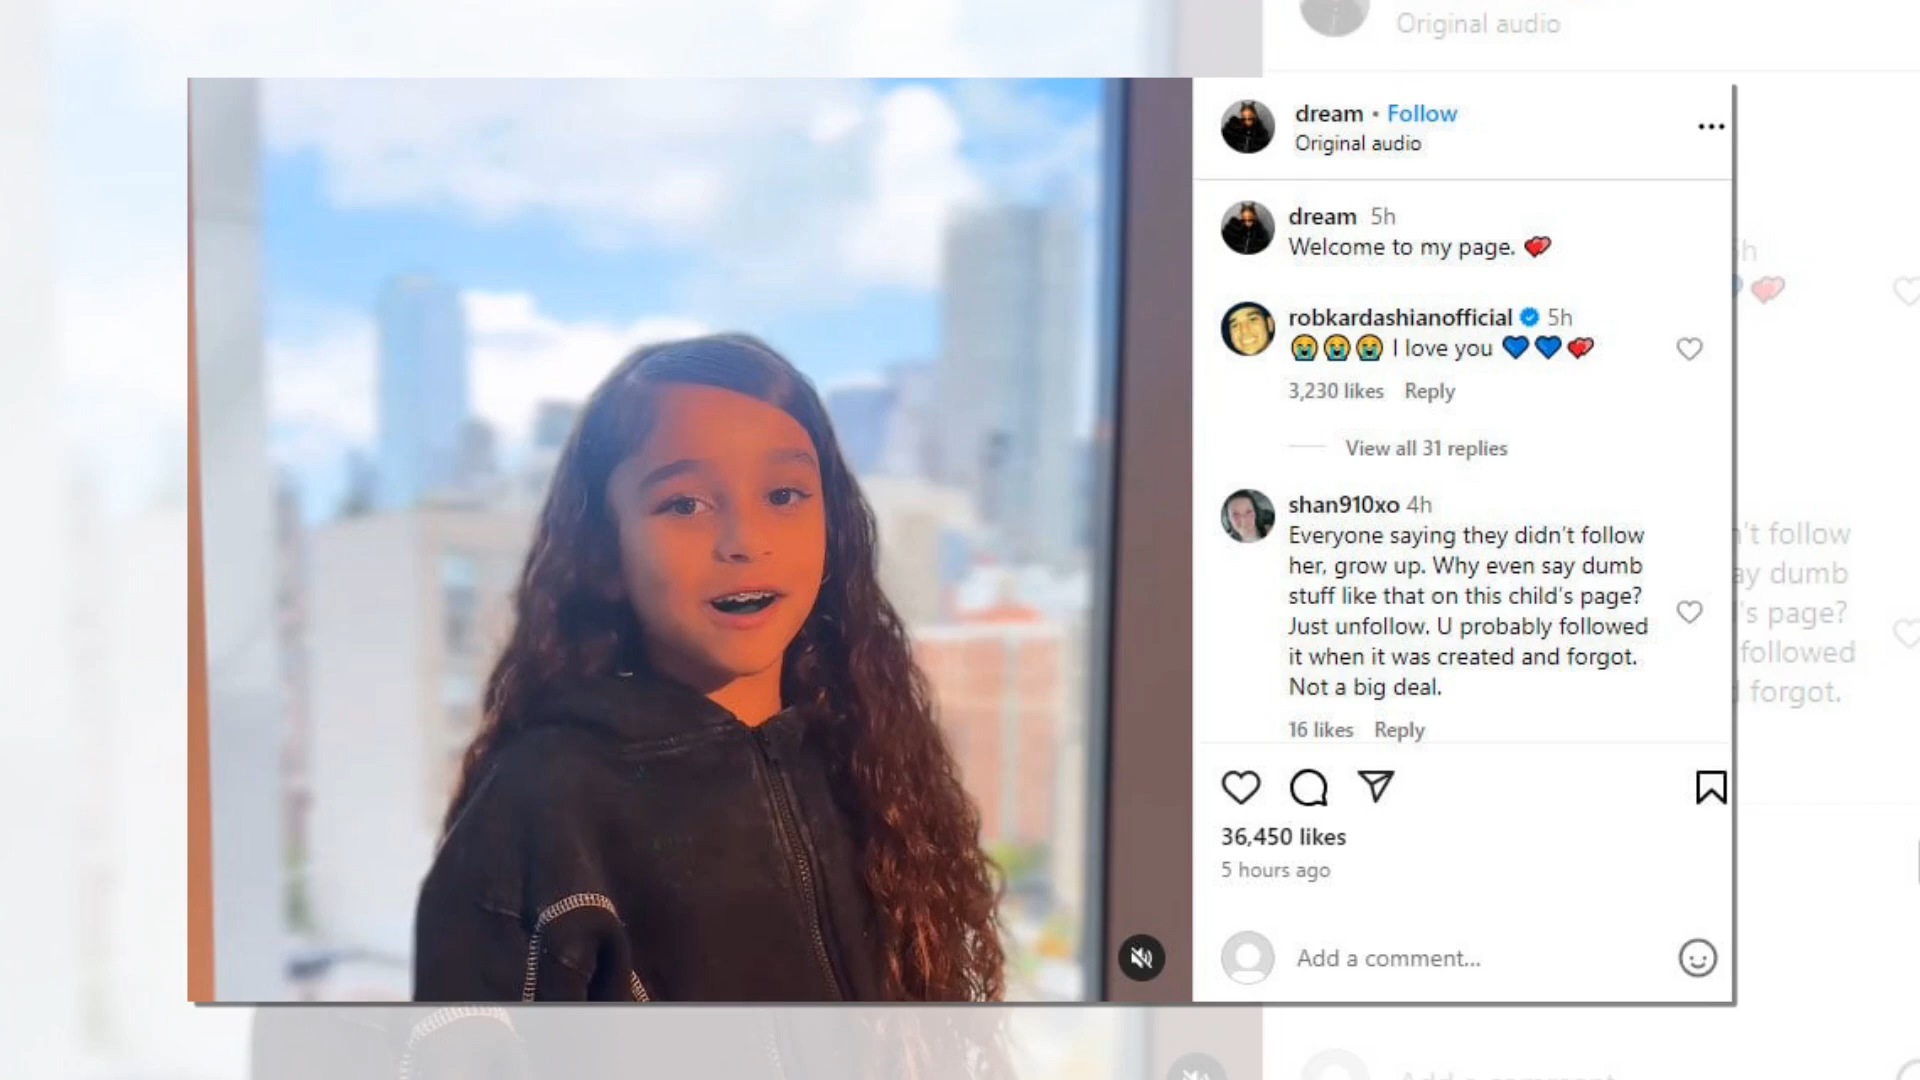 Original audio
dream • Follow
Original audio
dream 5h
Welcome to my page. 💕
robkardashianofficial 5h
😭😭😭 I love you 💙💙💕
3,230 likes Reply
View all 31 replies
shan910xo 4h
Everyone saying they didn't follow
her, grow up. Why even say dumb
stuff like that on this child's page?
Just unfollow. U probably followed
it when it was created and forgot.
Not a big deal.
16 likes Reply
36,450 likes
5 hours ago
Add a comment...
h
't follow
ay dumb
's page?
followed
forgot.